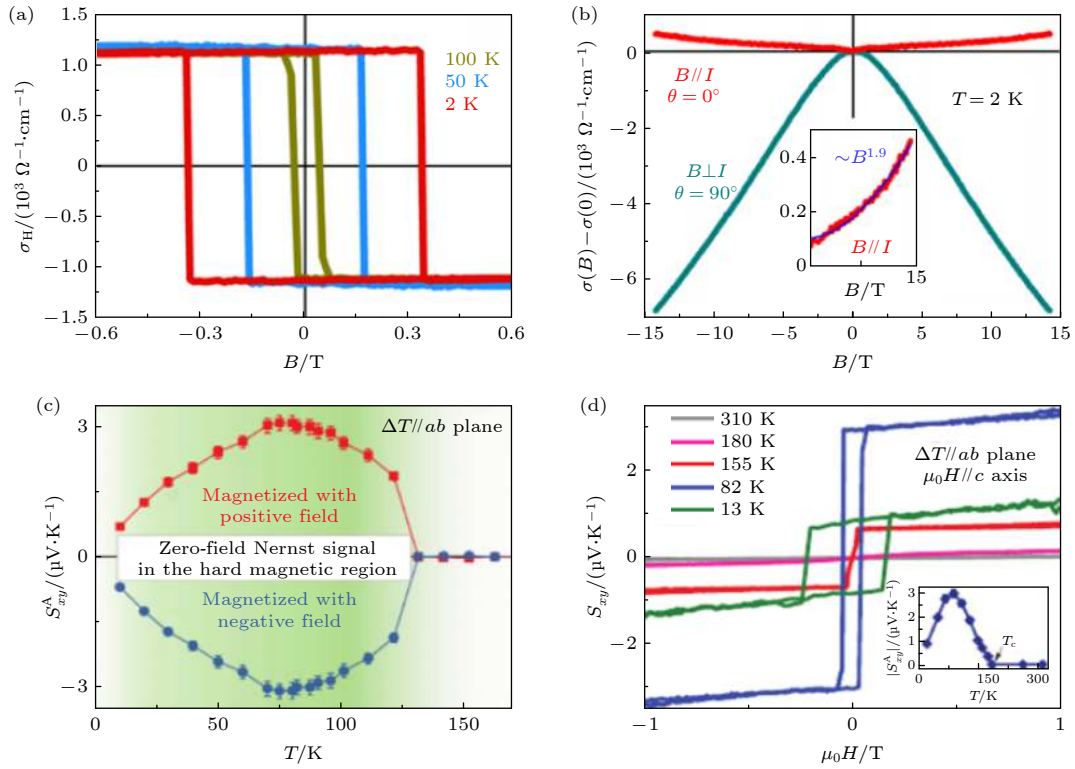 (a)
1.5
1.0
0.5
0
−0.5
−1.0
−1.5
σH/(10³ Ω⁻¹·cm⁻¹)
100 K
50 K
2 K
−0.6
−0.3
0
0.3
0.6
B/T
(b)
0
−2
−4
−6
σ(B)−σ(0)/(10³ Ω⁻¹·cm⁻¹)
B//I
θ=0°
T=2 K
B⊥I
θ=90°
0.4
0.2
0
~B¹·⁹
B//I
15
B/T
−15
−10
−5
0
5
10
15
B/T
(c)
3
0
−3
S^A_xy/(μV·K⁻¹)
ΔT//ab plane
Magnetized with
positive field
Zero-field Nernst signal
in the hard magnetic region
Magnetized with
negative field
0
50
100
150
T/K
(d)
2
0
−2
S_xy/(μV·K⁻¹)
310 K
180 K
155 K
82 K
13 K
ΔT//ab plane
μ₀H//c axis
3
2
1
0
|S^A_xy|/(μV·K⁻¹)
Tc
0
100
200
300
T/K
−1
0
1
μ₀H/T